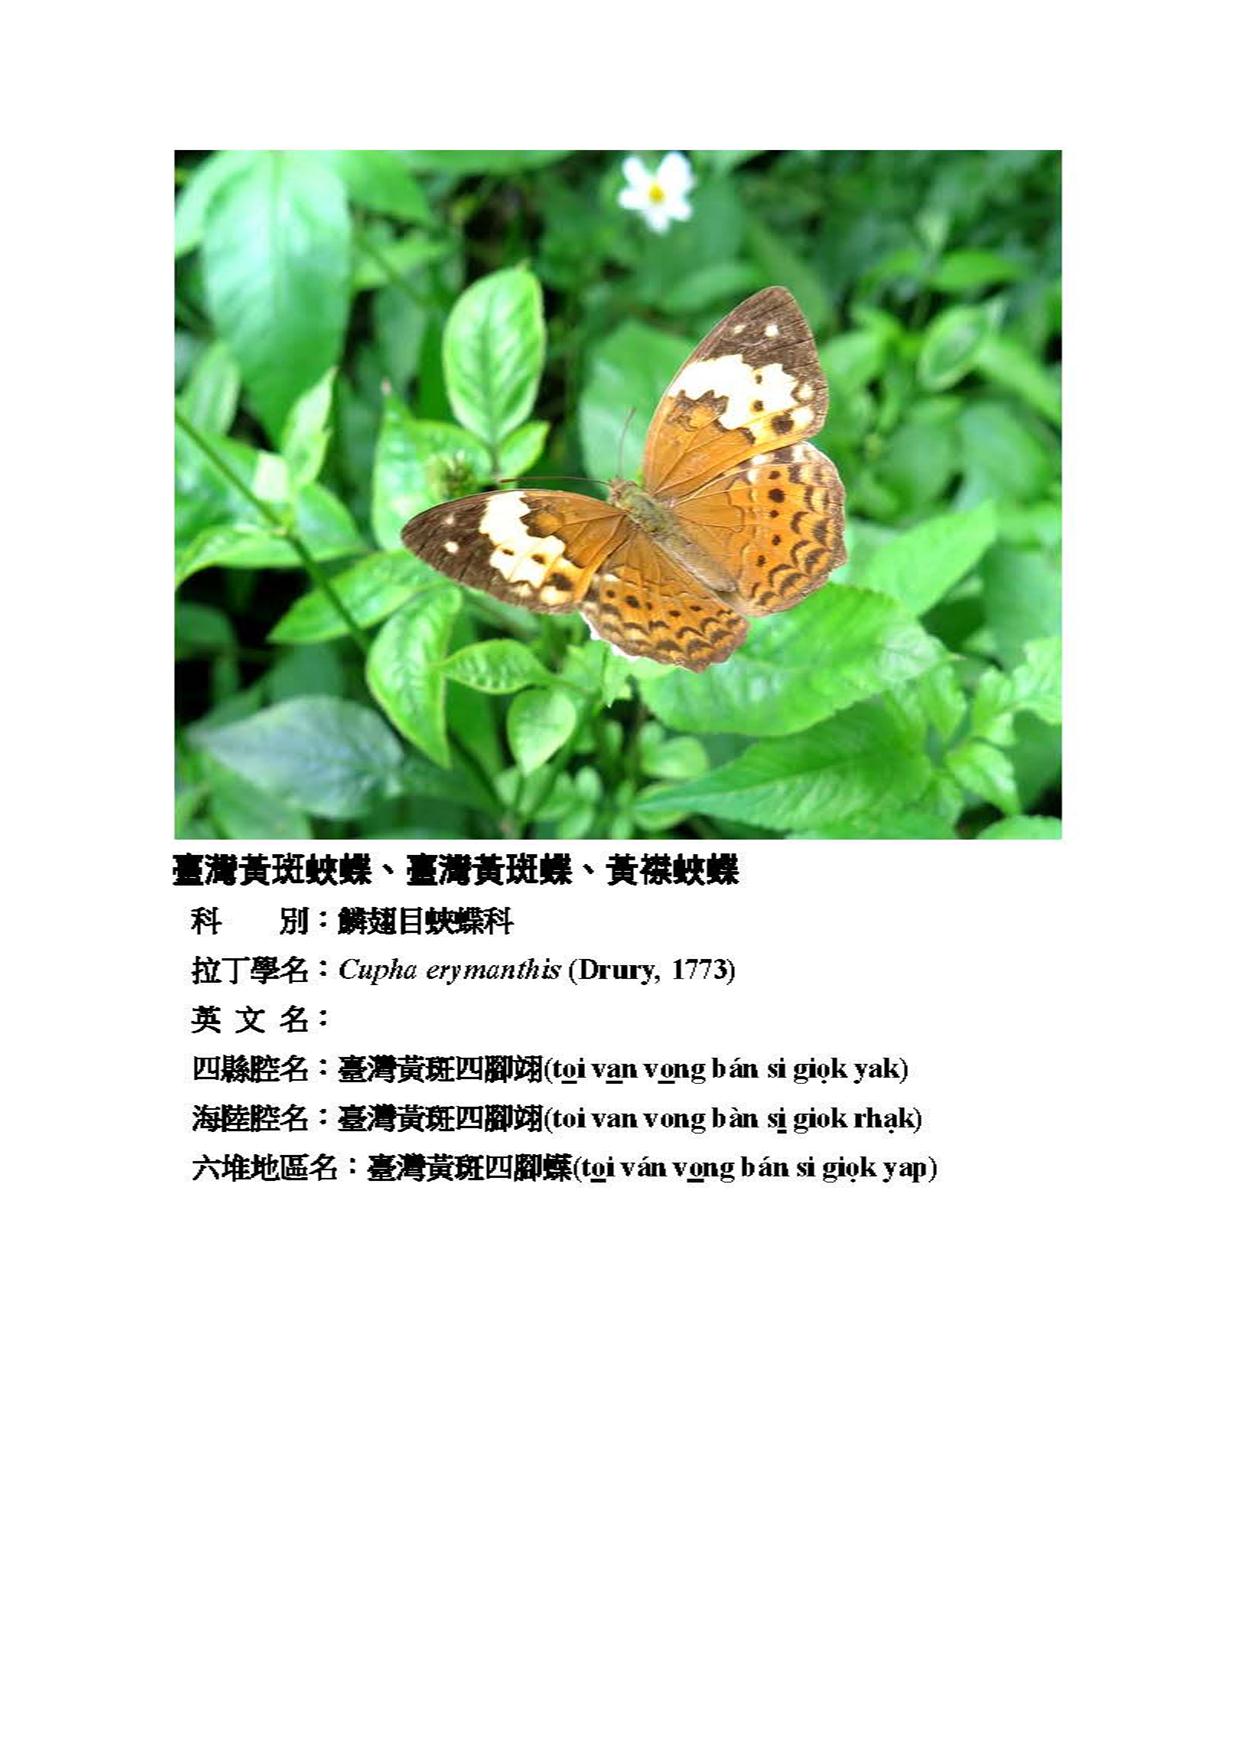 臺灣黃斑蛺蝶、臺灣黃斑蝶、黃襟蛺蝶
科　　別：鱗翅目蛺蝶科
拉丁學名：Cupha erymanthis (Drury, 1773)
英 文 名：
四縣腔名：臺灣黃斑四腳翊(to̲i va̲n vo̲ng bán si giọk yak)
海陸腔名：臺灣黃斑四腳翊(toi van vong bàn si̲ giok rhạk)
六堆地區名：臺灣黃斑四腳蝶(to̲i ván vo̲ng bán si giọk yap)